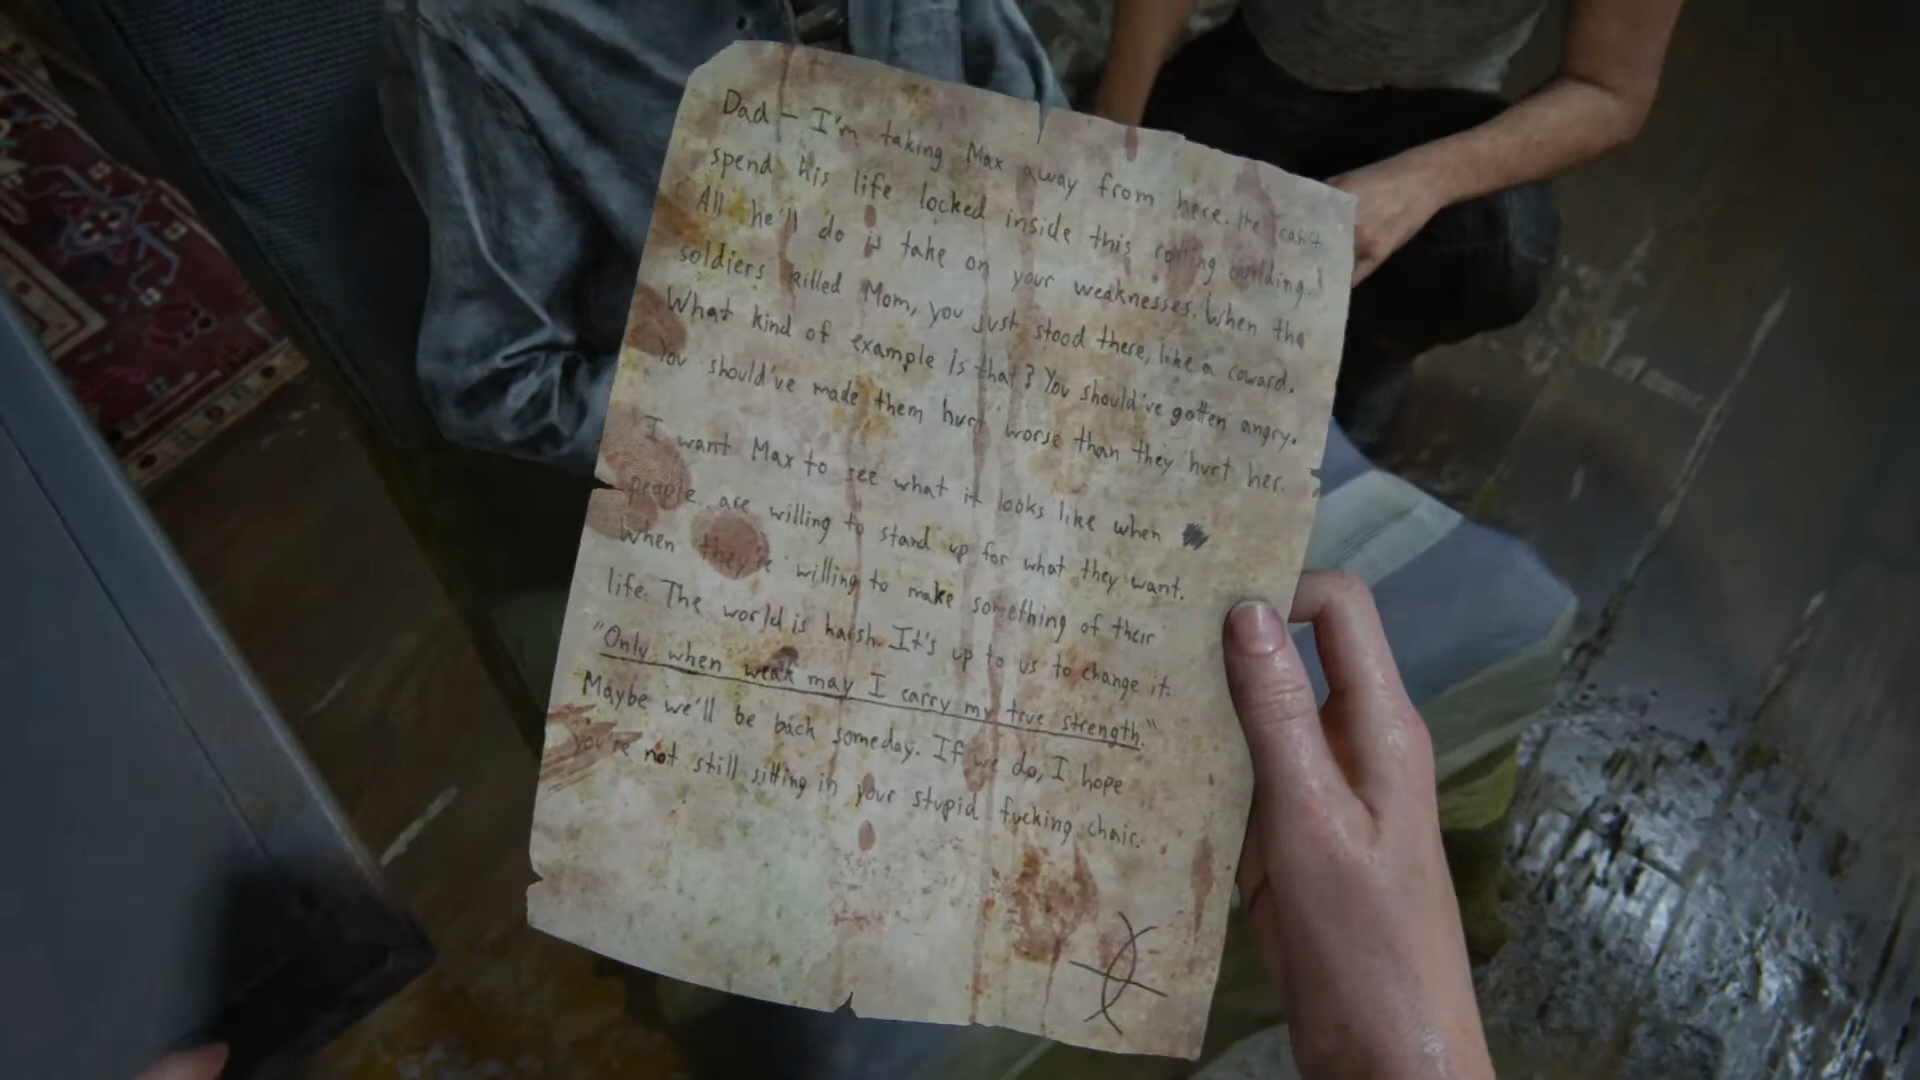 Dad - I'm taking Max away from here. He can't
spend his life locked inside this rotting building.
All he'll do is take on your weaknesses. When the
soldiers killed Mom, you just stood there, like a coward.
What kind of example is that? You should've gotten angry.
You should've made them hurt worse than they hurt her.
I want Max to see what it looks like when
people are willing to stand up for what they want.
When they're willing to make something of their
life. The world is harsh. It's up to us to change it.
"Only when weak may I carry my true strength."
Maybe we'll be back someday. If we do, I hope
you're not still sitting in your stupid fucking chair.